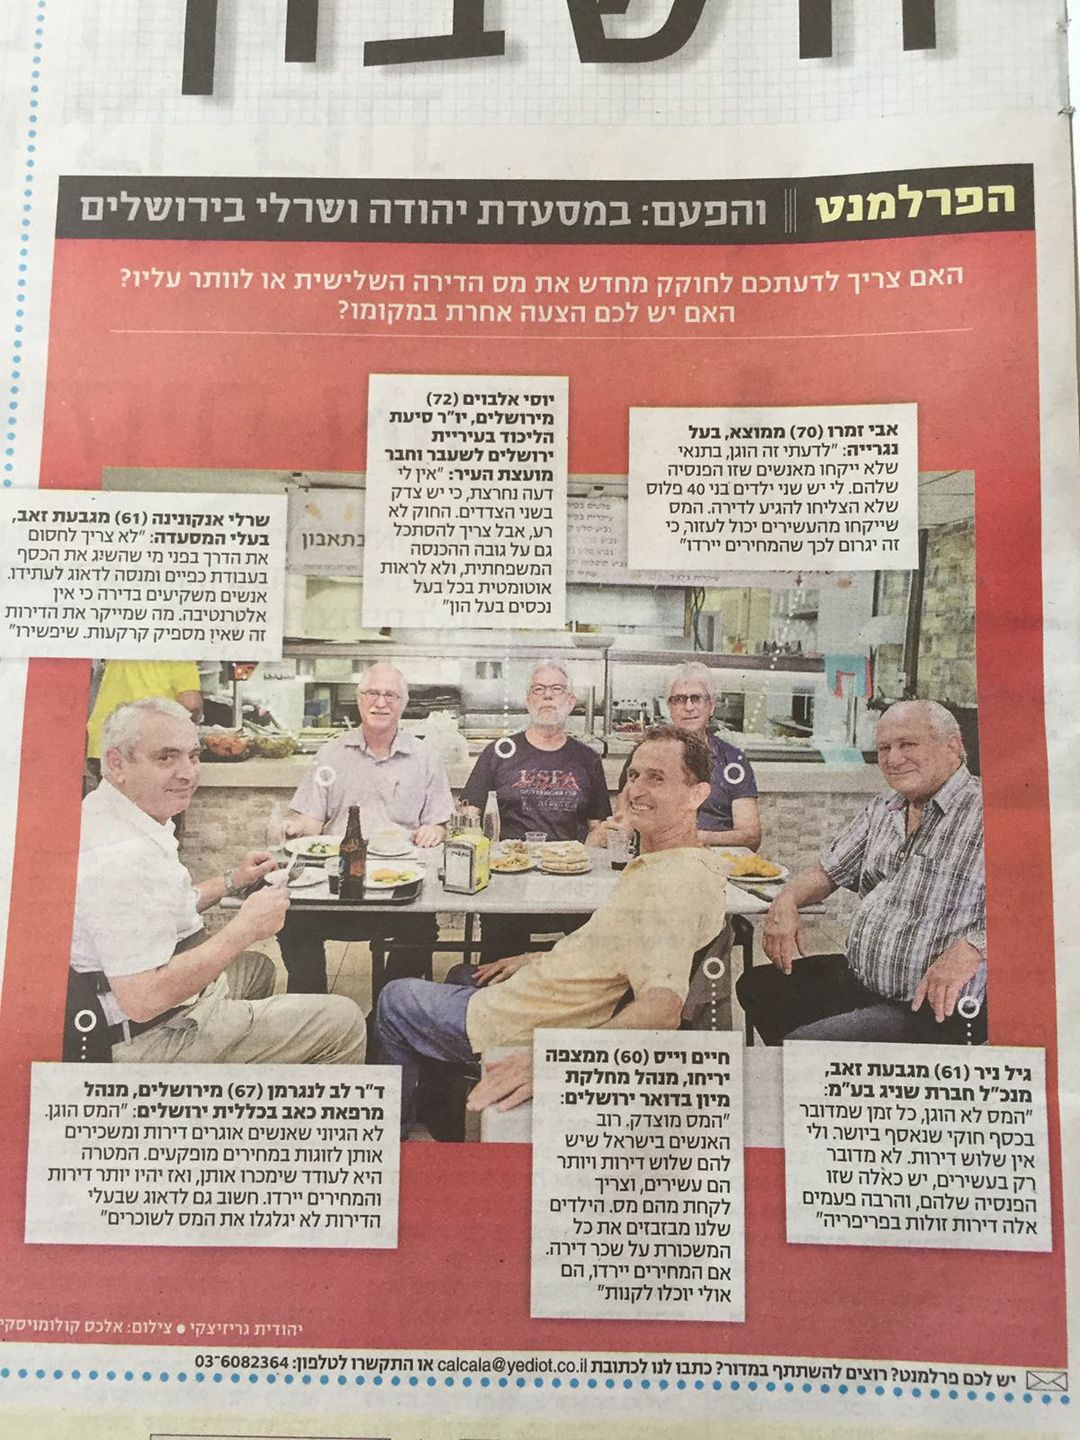 חשבון
הפרלמנט
והפעם: במסעדת יהודה ושרלי בירושלים
האם צריך לדעתכם לחוקק מחדש את מס הדירה השלישית או לוותר עליו?
האם יש לכם הצעה אחרת במקומו?
אבי זמרו (70) ממוצא, בעל
נגרייה: "לדעתי זה הוגן, בתנאי
שלא ייקחו מאנשים שזו הפנסיה
שלהם. לי יש שני ילדים בני 40 פלוס
שלא הצליחו להגיע לדירה. המס
שייקחו מהעשירים יכול לעזור, כי
זה יגרום לכך שהמחירים יירדו"
יוסי אלבוים (72)
מירושלים, יו"ר סיעת
הליכוד בעיריית
ירושלים לשעבר וחבר
מועצת העיר: "אין לי
דעה נחרצת, כי יש צדק
בשני הצדדים. החוק לא
רע, אבל צריך להסתכל
גם על גובה ההכנסה
המשפחתית, ולא לראות
אוטומטית בכל בעל
נכסים בעל הון"
שרלי אנקונינה (61) מגבעת זאב,
בעלי המסעדה: "לא צריך לחסום
את הדרך בפני מי שהשיג את הכסף
בעבודת כפיים ומנסה לדאוג לעתידו.
אנשים משקיעים בדירה כי אין
אלטרנטיבה. מה שמייקר את הדירות
זה שאין מספיק קרקעות. שיפשירו"
בתאבון
גיל ניר (61) מגבעת זאב,
מנכ"ל חברת שניג בע"מ:
"המס לא הוגן, כל זמן שמדובר
בכסף חוקי שנאסף ביושר. ולי
אין שלוש דירות. לא מדובר
רק בעשירים, יש כאלה שזו
הפנסיה שלהם, והרבה פעמים
אלה דירות זולות בפריפריה"
חיים וייס (60) ממצפה
יריחו, מנהל מחלקת
מיון בדואר ירושלים:
"המס מוצדק. רוב
האנשים בישראל שיש
להם שלוש דירות ויותר
הם עשירים, וצריך
לקחת מהם מס. הילדים
שלנו מבזבזים את כל
המשכורת על שכר דירה.
אם המחירים יירדו, הם
אולי יוכלו לקנות"
ד"ר לב לנגרמן (67) מירושלים, מנהל
מרפאת כאב בכללית ירושלים: "המס הוגן.
לא הגיוני שאנשים אוגרים דירות ומשכירים
אותן לזוגות במחירים מופקעים. המטרה
היא לעודד שימכרו אותן, ואז יהיו יותר דירות
והמחירים יירדו. חשוב גם לדאוג שבעלי
הדירות לא יגלגלו את המס לשוכרים"
יהודית גריזיצקי • צילום: אלכס קולומויסקי
יש לכם פרלמנט? רוצים להשתתף במדור? כתבו לנו לכתובת calcala@yediot.co.il או התקשרו לטלפון: 03-6082364